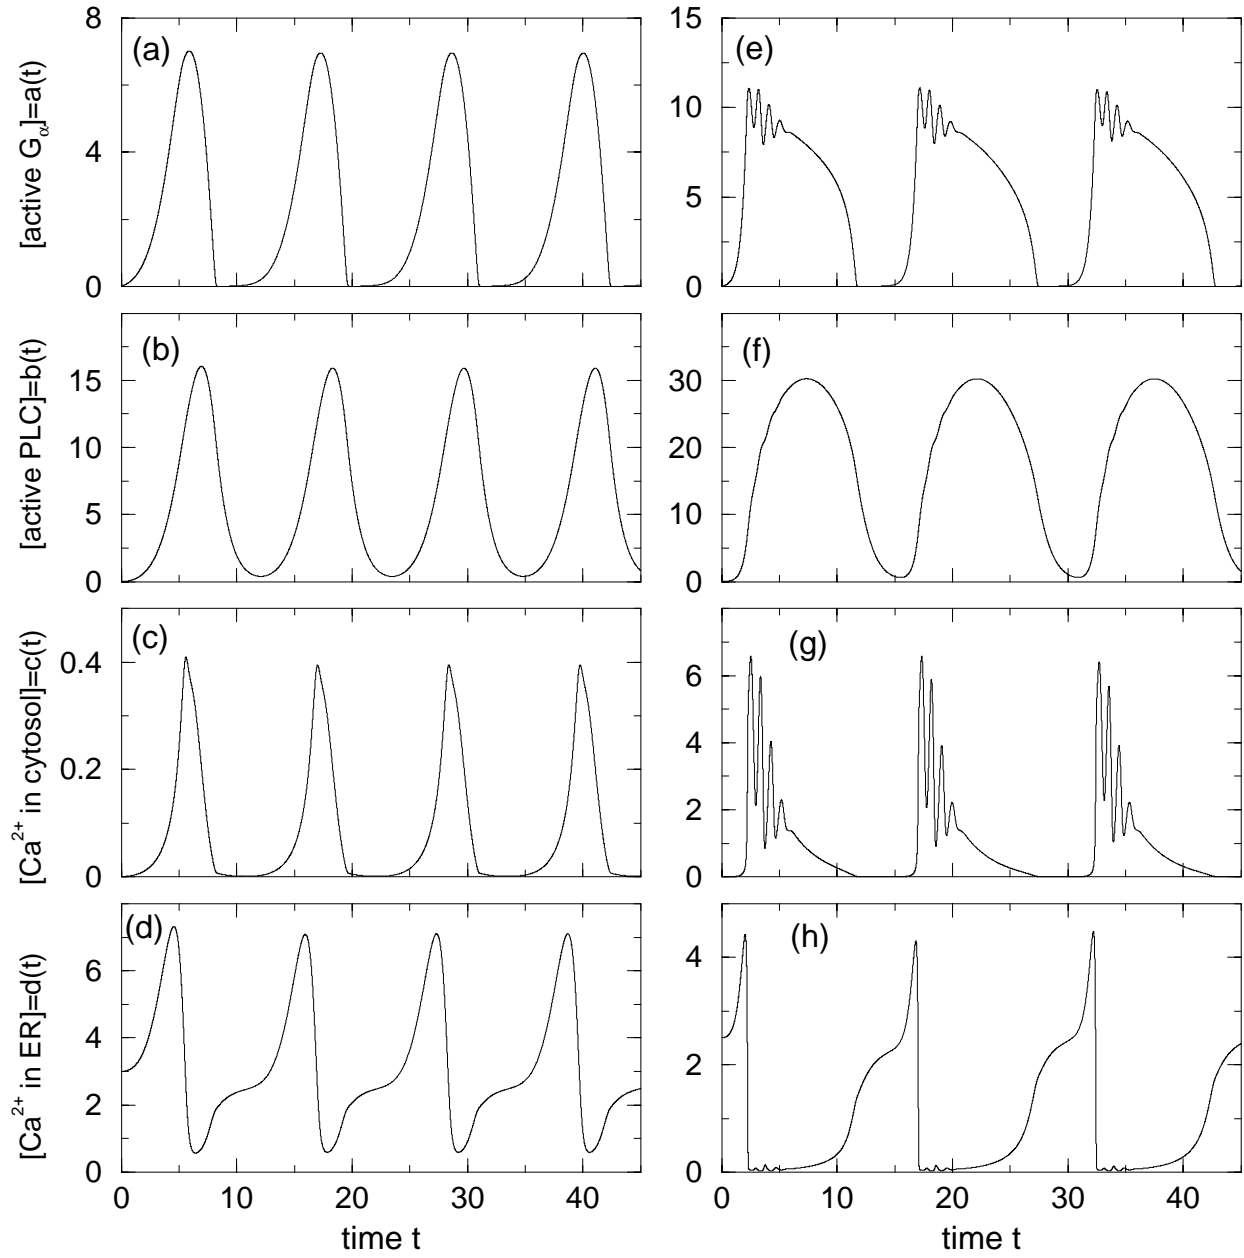 [active Gα]=a(t)
8
4
0
(a)
15
10
5
0
(e)
[active PLC]=b(t)
15
10
5
0
(b)
30
20
10
0
(f)
[Ca2+ in cytosol]=c(t)
0.4
0.2
0
(c)
6
4
2
0
(g)
[Ca2+ in ER]=d(t)
6
4
2
0
(d)
4
2
0
(h)
0 10 20 30 40
0 10 20 30 40
time t
time t